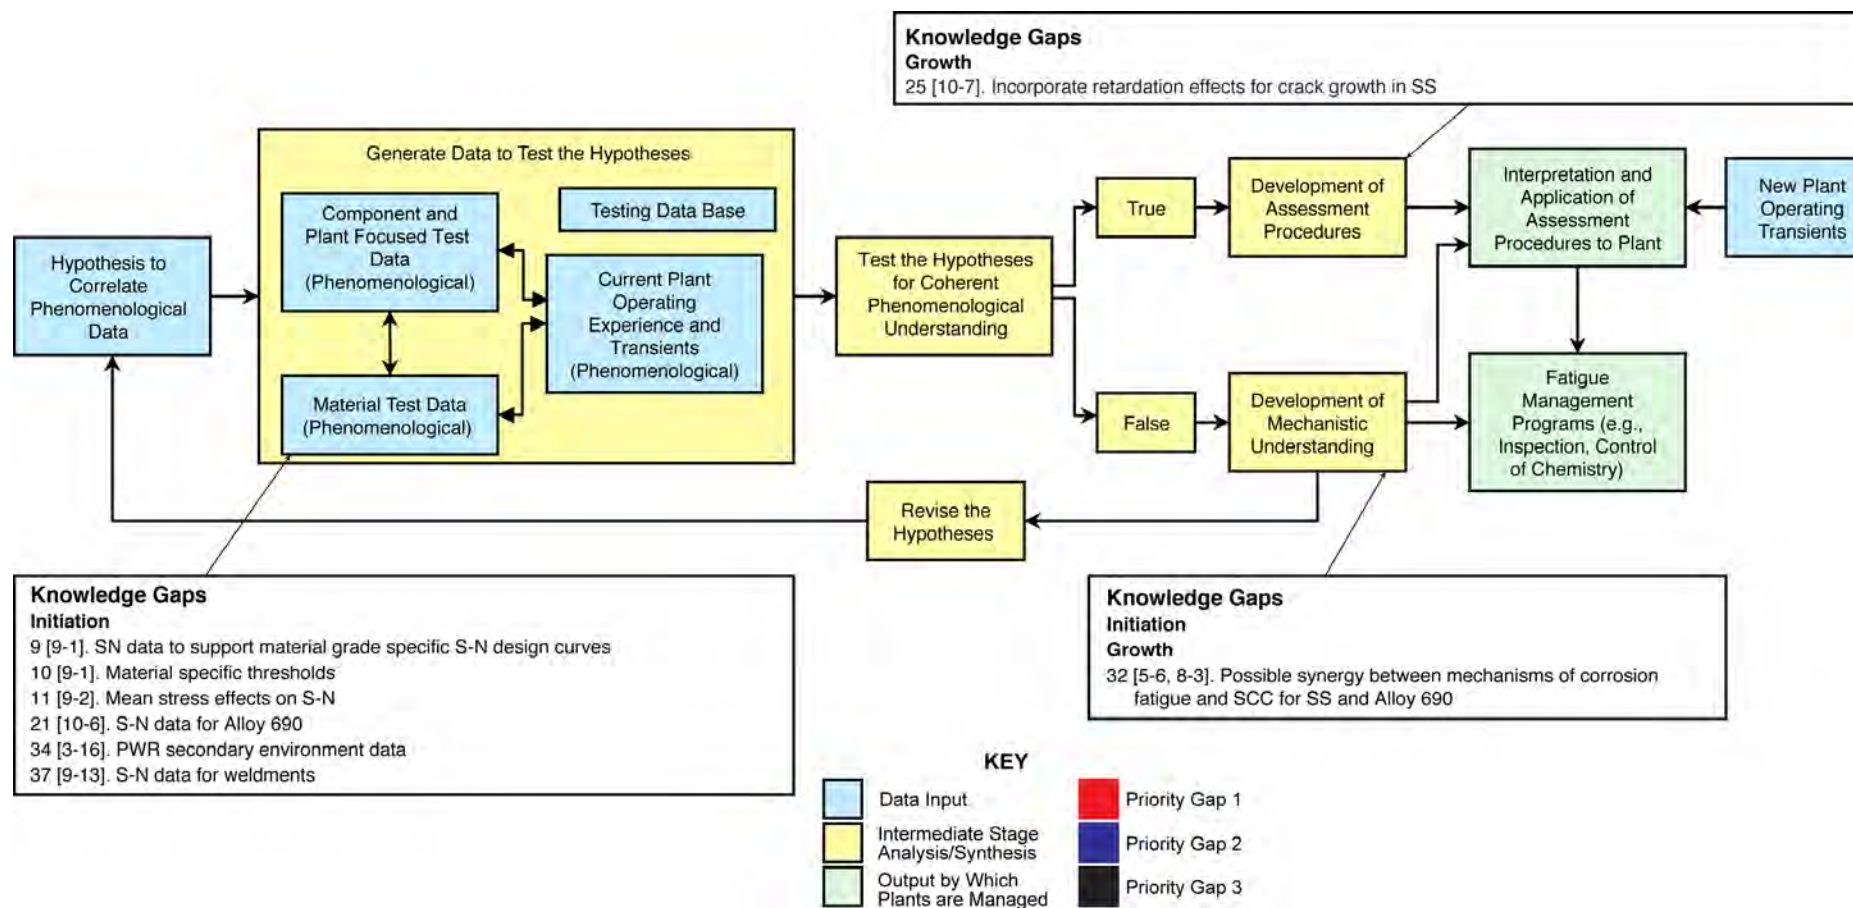 Knowledge Gaps
Growth
25 [10-7]. Incorporate retardation effects for crack growth in SS
Generate Data to Test the Hypotheses
Component and
Plant Focused Test
Data
(Phenomenological)
Testing Data Base
Current Plant
Operating
Experience and
Transients
(Phenomenological)
Material Test Data
(Phenomenological)
Hypothesis to
Correlate
Phenomenological
Data
Test the Hypotheses
for Coherent
Phenomenological
Understanding
True
False
Development of
Assessment
Procedures
Development of
Mechanistic
Understanding
Interpretation and
Application of
Assessment
Procedures to Plant
New Plant
Operating
Transients
Fatigue
Management
Programs (e.g.,
Inspection, Control
of Chemistry)
Revise the
Hypotheses
Knowledge Gaps
Initiation
9 [9-1]. SN data to support material grade specific S-N design curves
10 [9-1]. Material specific thresholds
11 [9-2]. Mean stress effects on S-N
21 [10-6]. S-N data for Alloy 690
34 [3-16]. PWR secondary environment data
37 [9-13]. S-N data for weldments
Knowledge Gaps
Initiation
Growth
32 [5-6, 8-3]. Possible synergy between mechanisms of corrosion
fatigue and SCC for SS and Alloy 690
KEY
Data Input
Intermediate Stage
Analysis/Synthesis
Output by Which
Plants are Managed
Priority Gap 1
Priority Gap 2
Priority Gap 3